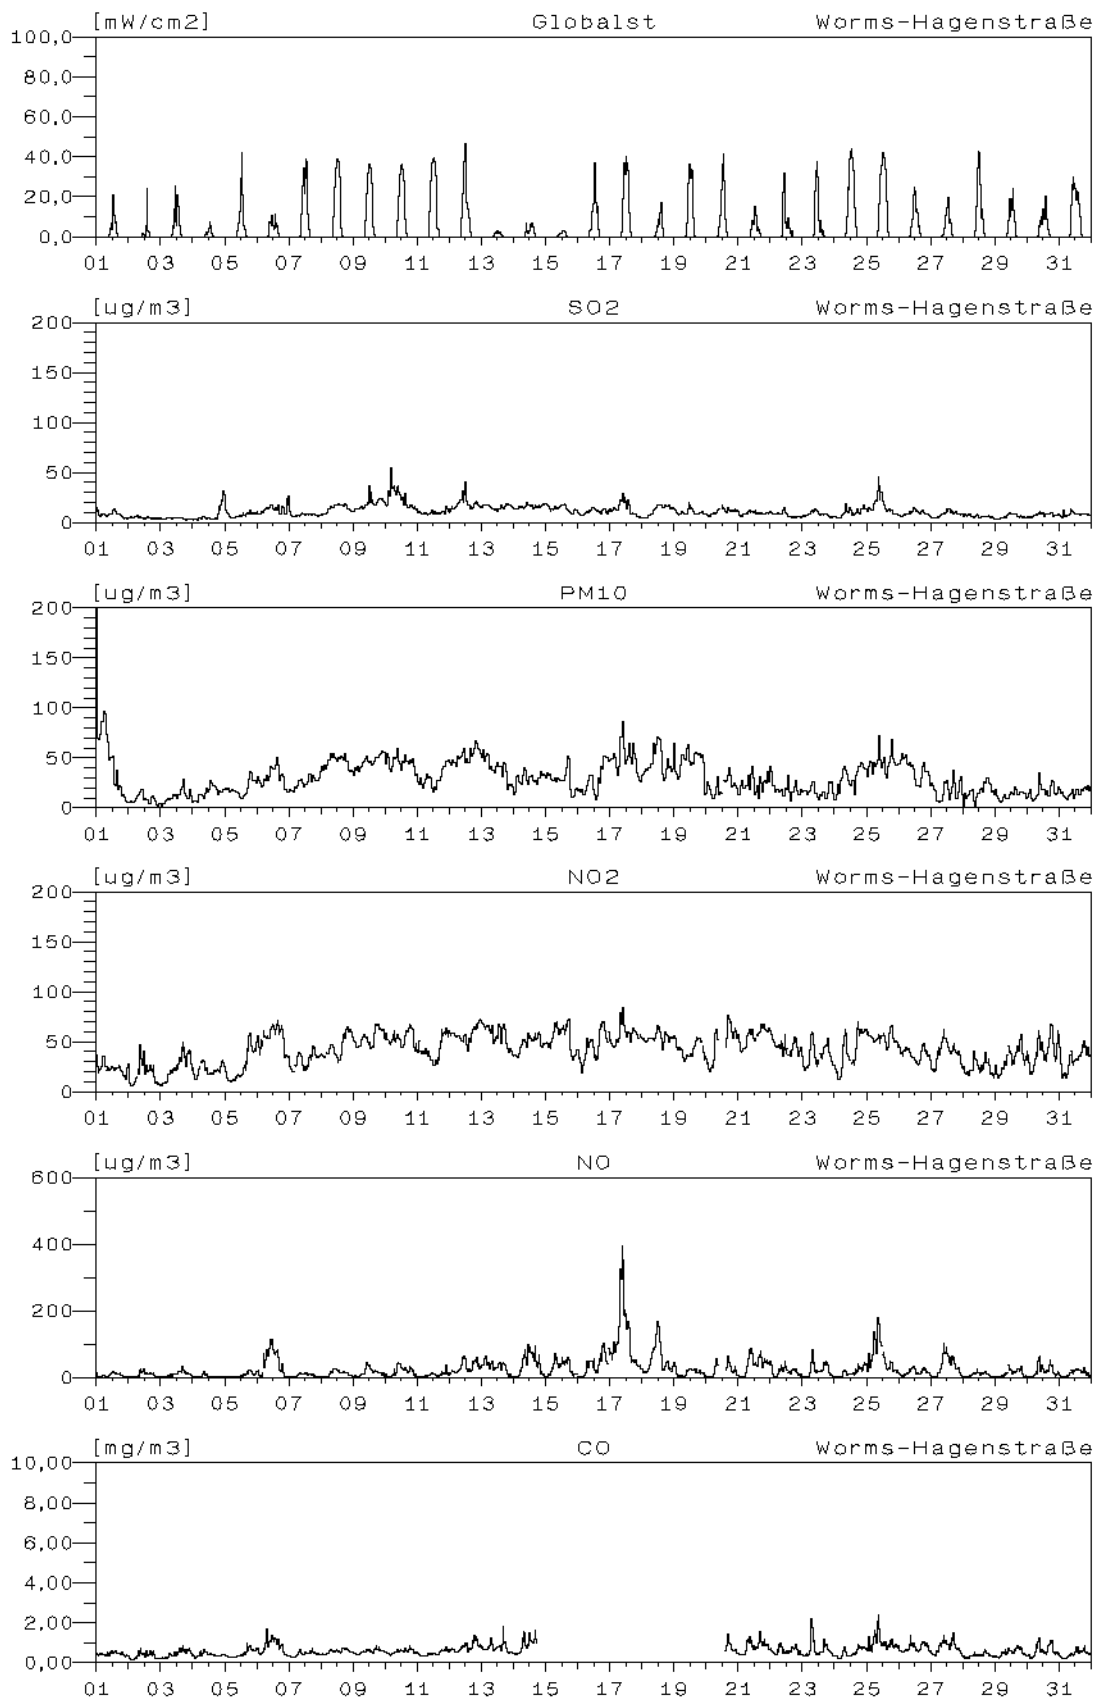 [mW/cm2] Globalst Worms-Hagenstraße
100,0
80,0
60,0
40,0
20,0
0,0
01 03 05 07 09 11 13 15 17 19 21 23 25 27 29 31
[ug/m3] SO2 Worms-Hagenstraße
200
150
100
50
0
01 03 05 07 09 11 13 15 17 19 21 23 25 27 29 31
[ug/m3] PM10 Worms-Hagenstraße
200
150
100
50
0
01 03 05 07 09 11 13 15 17 19 21 23 25 27 29 31
[ug/m3] NO2 Worms-Hagenstraße
200
150
100
50
0
01 03 05 07 09 11 13 15 17 19 21 23 25 27 29 31
[ug/m3] NO Worms-Hagenstraße
600
400
200
0
01 03 05 07 09 11 13 15 17 19 21 23 25 27 29 31
[mg/m3] CO Worms-Hagenstraße
10,00
8,00
6,00
4,00
2,00
0,00
01 03 05 07 09 11 13 15 17 19 21 23 25 27 29 31